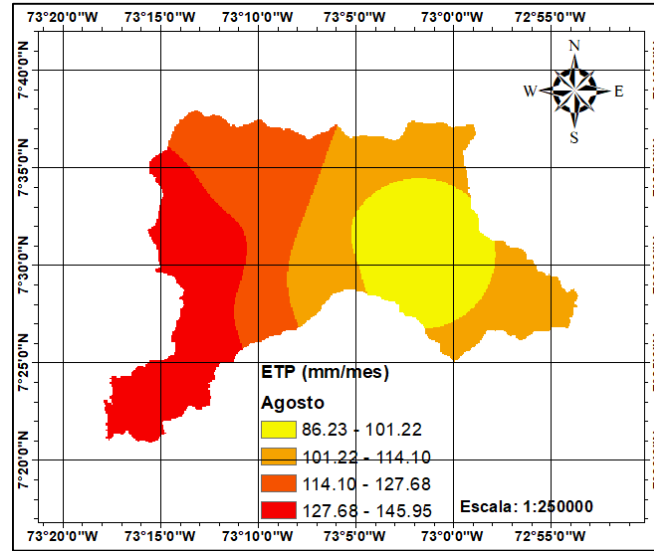 73°20'0"W 73°15'0"W 73°10'0"W 73°5'0"W 73°0'0"W 72°55'0"W
N
W E
S
7°40'0"N
7°35'0"N
7°30'0"N
7°25'0"N
7°20'0"N
ETP (mm/mes)
Agosto
86.23 - 101.22
101.22 - 114.10
114.10 - 127.68
127.68 - 145.95
Escala: 1:250000
73°20'0"W 73°15'0"W 73°10'0"W 73°5'0"W 73°0'0"W 72°55'0"W